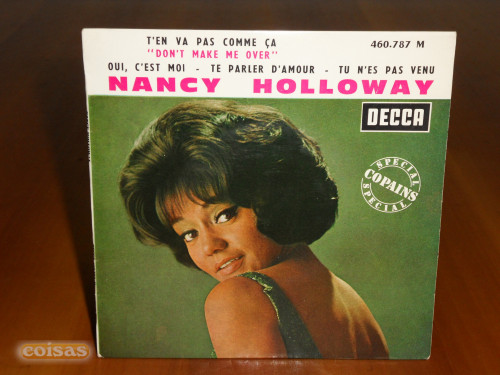 T'EN VA PAS COMME ÇA
460.787 M
"DON'T MAKE ME OVER"
OUI, C'EST MOI - TE PARLER D'AMOUR - TU N'ES PAS VENU
NANCY HOLLOWAY
DECCA
SPECIAL
COPAINS
SPECIAL
coisas